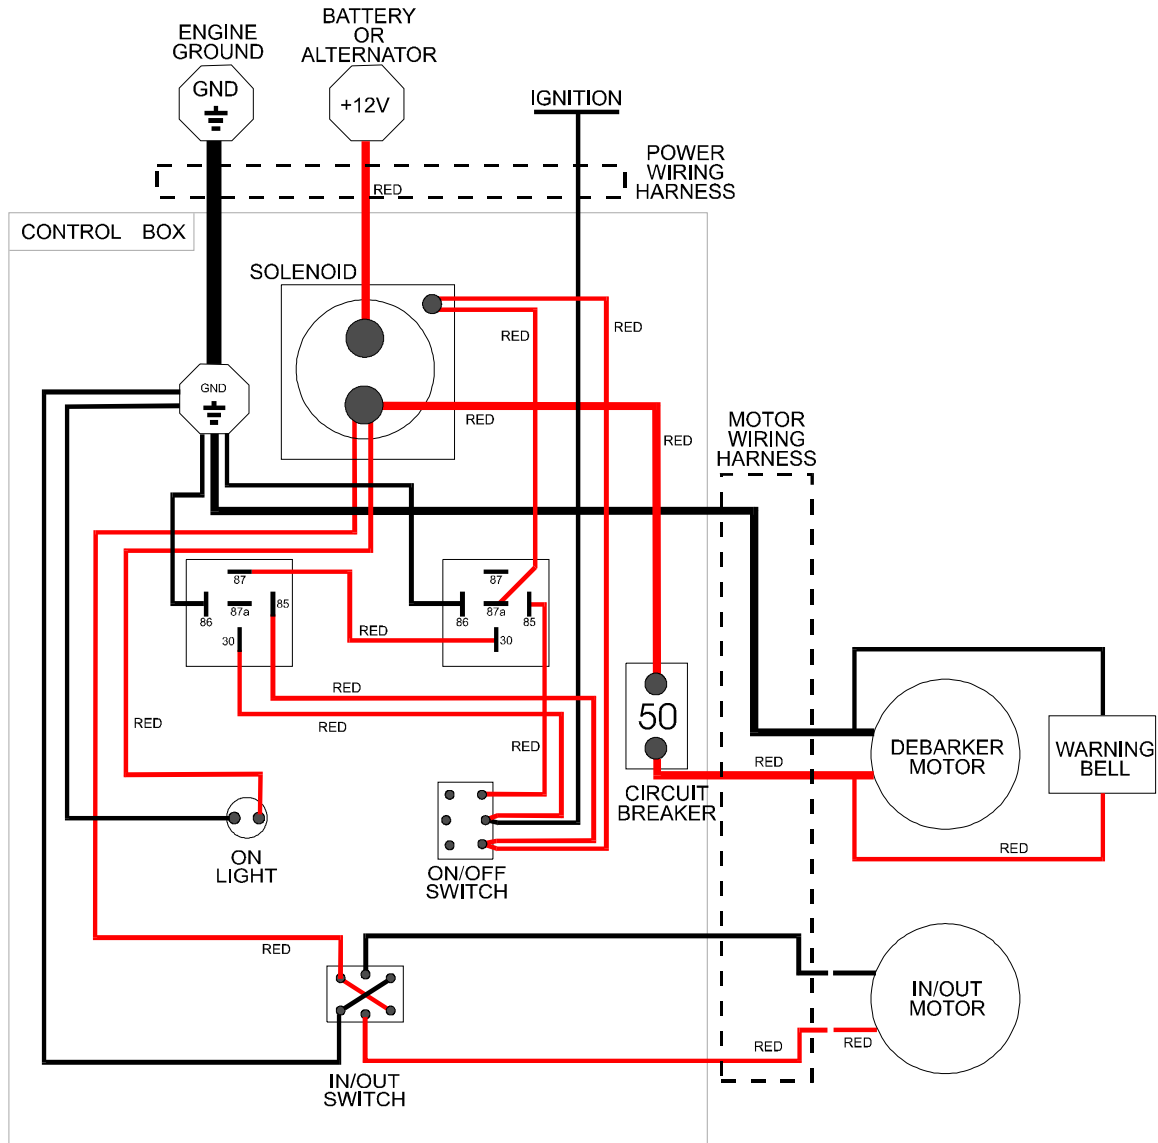 ENGINE
GROUND
GND
BATTERY
OR
ALTERNATOR
+12V
IGNITION
POWER
WIRING
HARNESS
RED
CONTROL BOX
SOLENOID
RED
RED
GND
RED
RED
MOTOR
WIRING
HARNESS
87
87a
86
85
30
RED
87
87a
86
85
30
RED
RED
RED
RED
50
CIRCUIT
BREAKER
RED
DEBARKER
MOTOR
WARNING
BELL
RED
ON
LIGHT
ON/OFF
SWITCH
RED
IN/OUT
SWITCH
RED
RED
IN/OUT
MOTOR